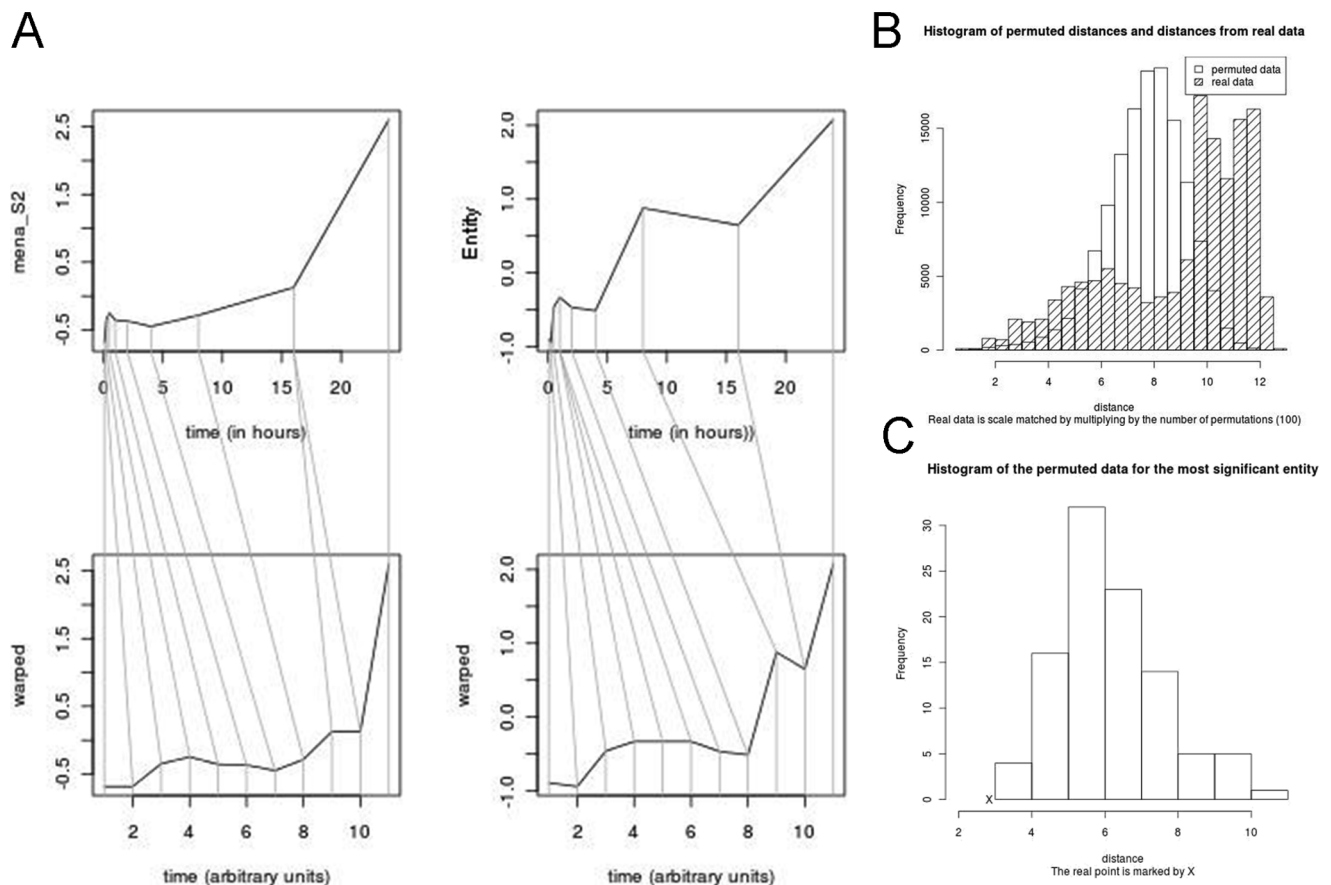 A
mena_S2
-0.5 0.5 1.5 2.5
0 5 10 15 20
time (in hours)
Entity
-1.0 0.0 1.0 2.0
0 5 10 15 20
time (in hours))
warped
-0.5 0.5 1.5 2.5
2 4 6 8 10
time (arbitrary units)
warped
-1.0 0.0 1.0 2.0
2 4 6 8 10
time (arbitrary units)
B
Histogram of permuted distances and distances from real data
permuted data
real data
Frequency
0 5000 10000 15000
2 4 6 8 10 12
distance
Real data is scale matched by multiplying by the number of permutations (100)
C
Histogram of the permuted data for the most significant entity
Frequency
0 5 10 15 20 25 30
X
2 4 6 8 10
distance
The real point is marked by X